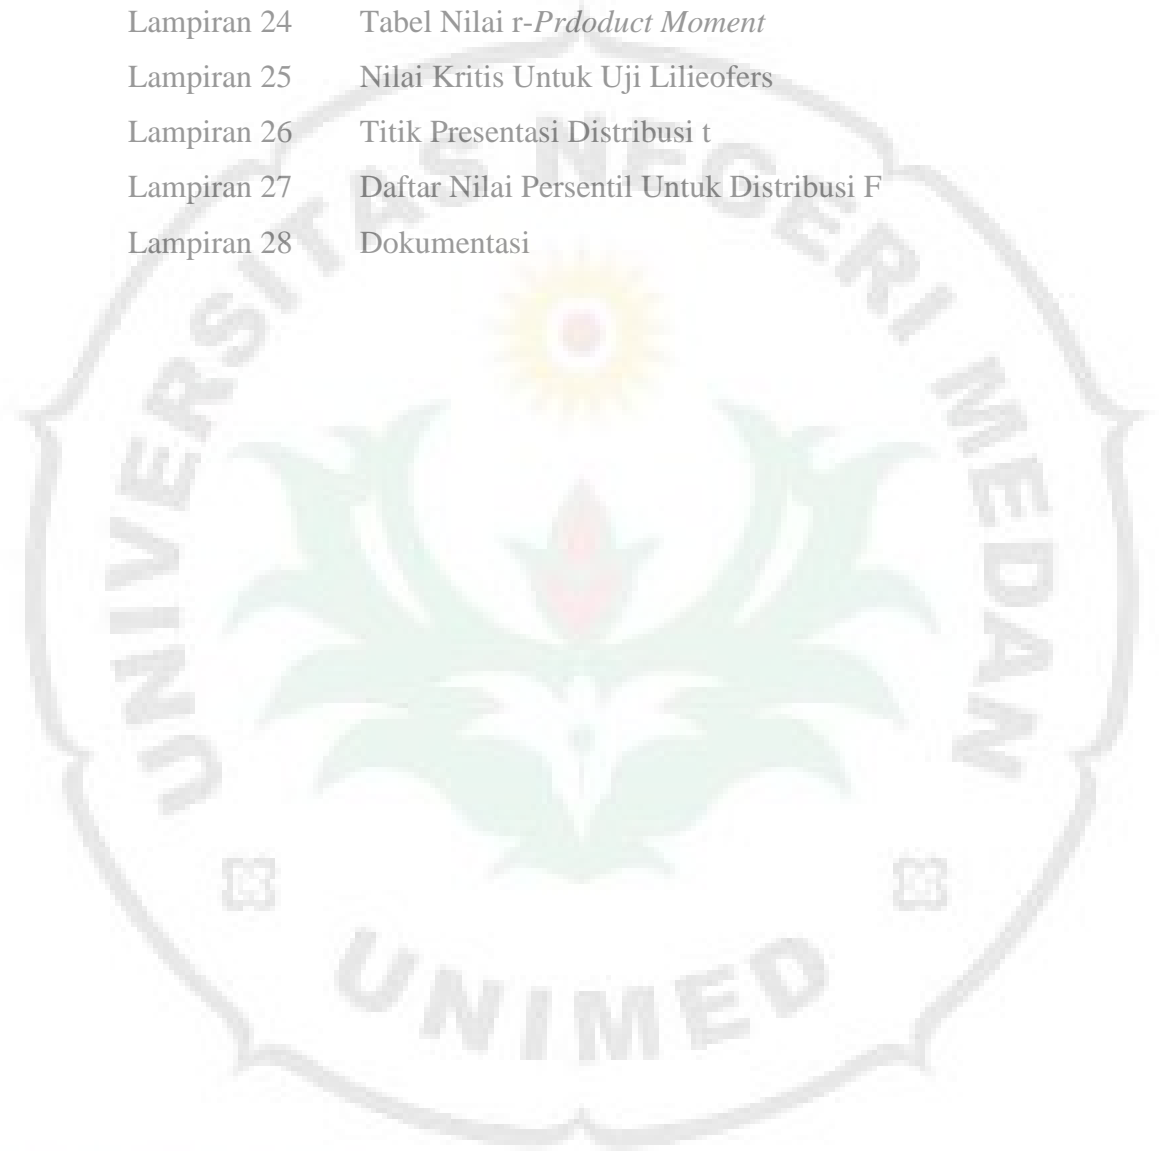 Lampiran 24 Tabel Nilai r-Prdoduct Moment
Lampiran 25 Nilai Kritis Untuk Uji Lilieofers
Lampiran 26 Titik Presentasi Distribusi t
Lampiran 27 Daftar Nilai Persentil Untuk Distribusi F
Lampiran 28 Dokumentasi
UNIVERSITAS NEGERI MEDAN
UNIMED